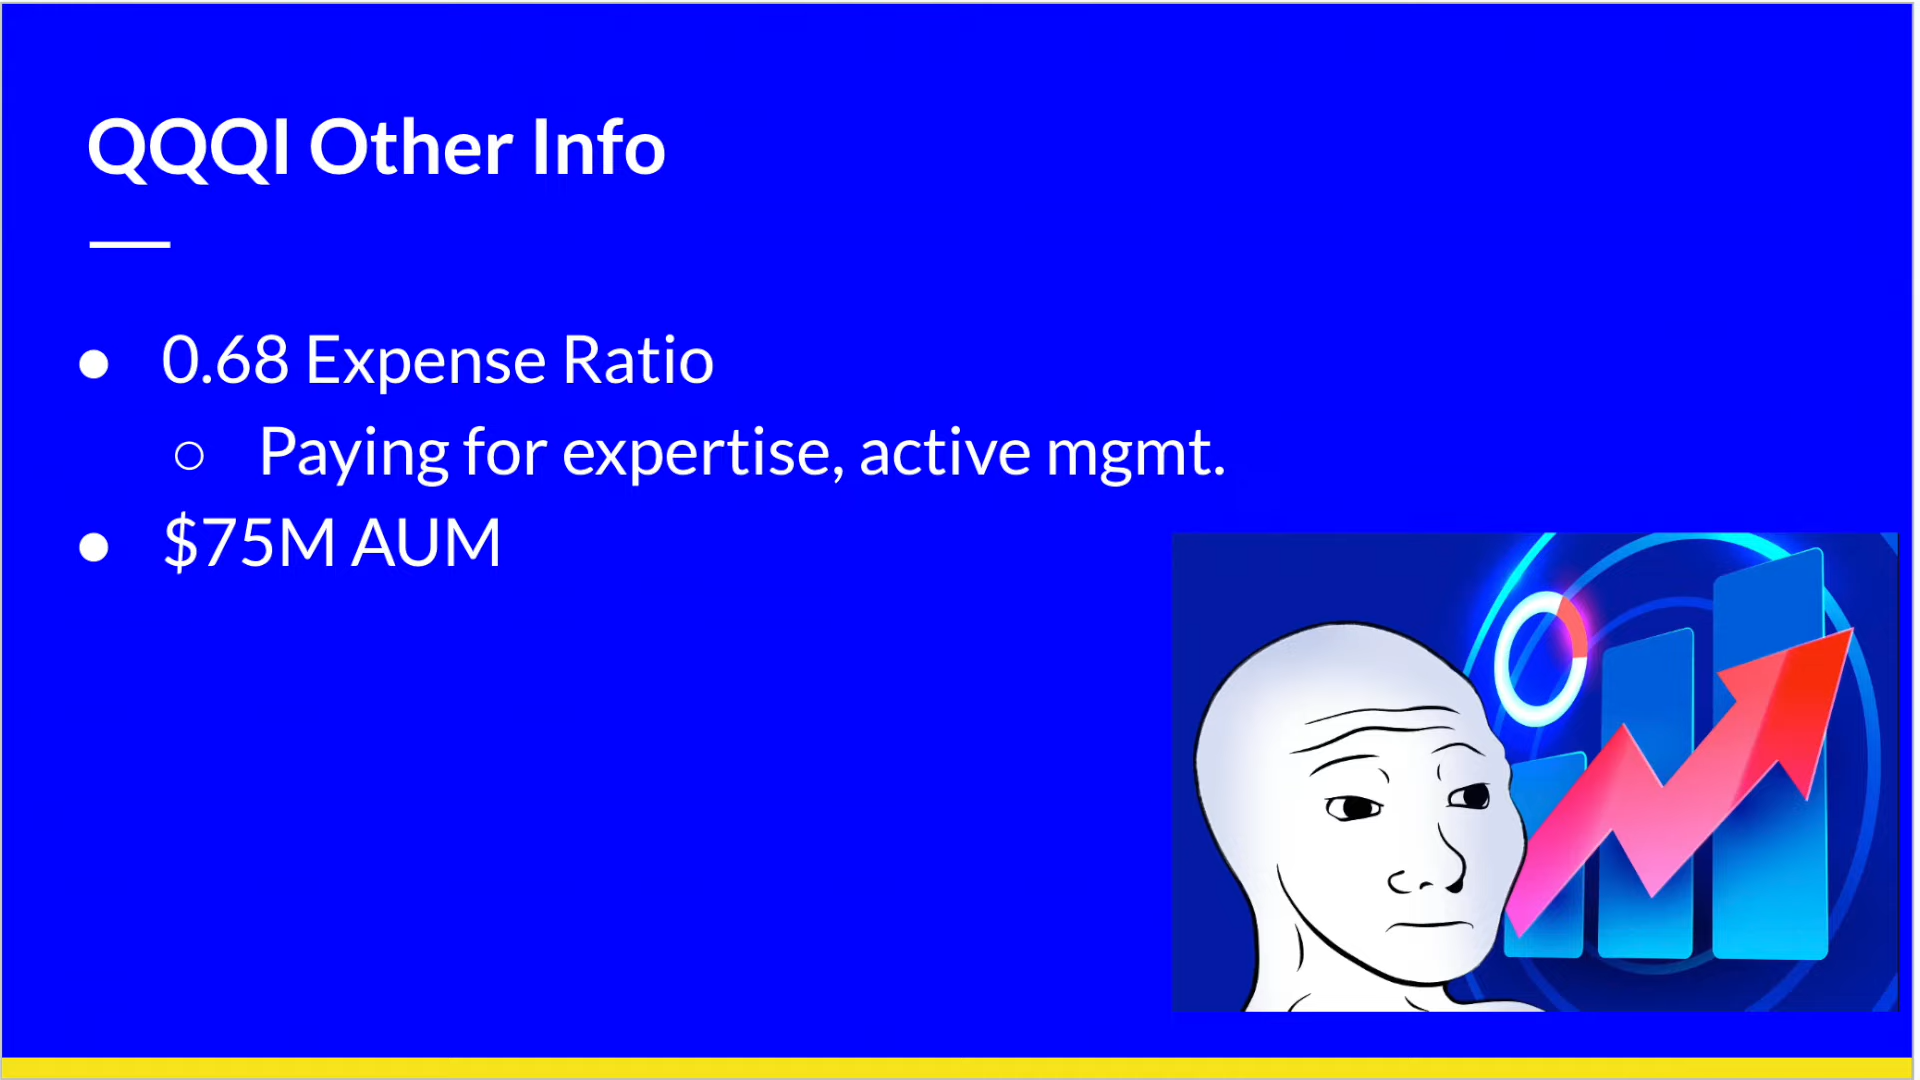 QQQI Other Info
● 0.68 Expense Ratio
○ Paying for expertise, active mgmt.
● $75M AUM